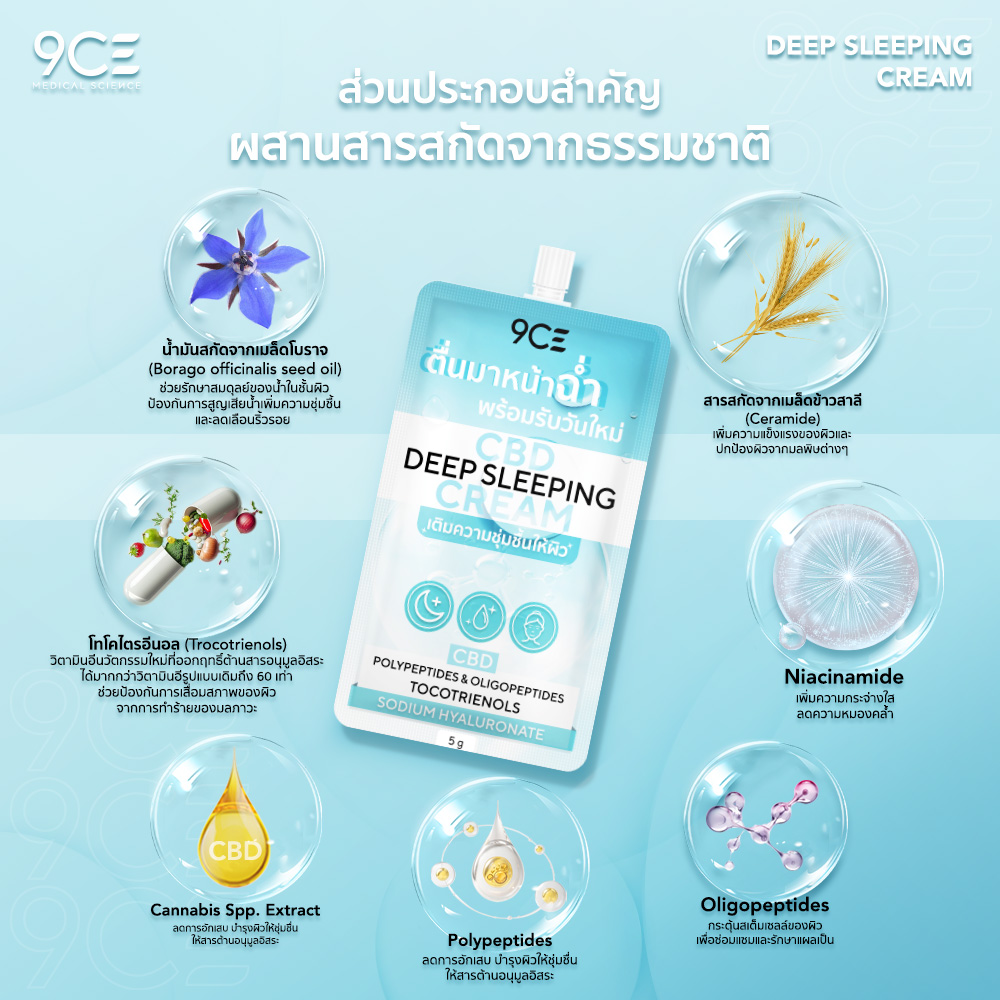 9CE
MEDICAL SCIENCE
DEEP SLEEPING
CREAM
ส่วนประกอบสำคัญ
ผสานสารสกัดจากธรรมชาติ
น้ำมันสกัดจากเมล็ดโบราจ
(Borago officinalis seed oil)
ช่วยรักษาสมดุลย์ของน้ำในชั้นผิว
ป้องกันการสูญเสียน้ำเพิ่มความชุ่มชื้น
และลดเลือนริ้วรอย
สารสกัดจากเมล็ดข้าวสาลี
(Ceramide)
เพิ่มความแข็งแรงของผิวและ
ปกป้องผิวจากมลพิษต่างๆ
9CE
ตื่นมาหน้าฉ่ำ
พร้อมรับวันใหม่
CBD
DEEP SLEEPING
CREAM
เติมความชุ่มชื้นให้ผิว
CBD
POLYPEPTIDES & OLIGOPEPTIDES
TOCOTRIENOLS
SODIUM HYALURONATE
5 g
โทโคไตรอีนอล (Trocotrienols)
วิตามินอีนวัตกรรมใหม่ที่ออกฤทธิ์ต้านสารอนุมูลอิสระ
ได้มากกว่าวิตามินอีรูปแบบเดิมถึง 60 เท่า
ช่วยป้องกันการเสื่อมสภาพของผิว
จากการทำร้ายของมลภาวะ
Niacinamide
เพิ่มความกระจ่างใส
ลดความหมองคล้ำ
CBD
Cannabis Spp. Extract
ลดการอักเสบ บำรุงผิวให้ชุ่มชื่น
ให้สารต้านอนุมูลอิสระ
Polypeptides
ลดการอักเสบ บำรุงผิวให้ชุ่มชื่น
ให้สารต้านอนุมูลอิสระ
Oligopeptides
กระตุ้นสเต็มเซลล์ของผิว
เพื่อซ่อมแซมและรักษาแผลเป็น